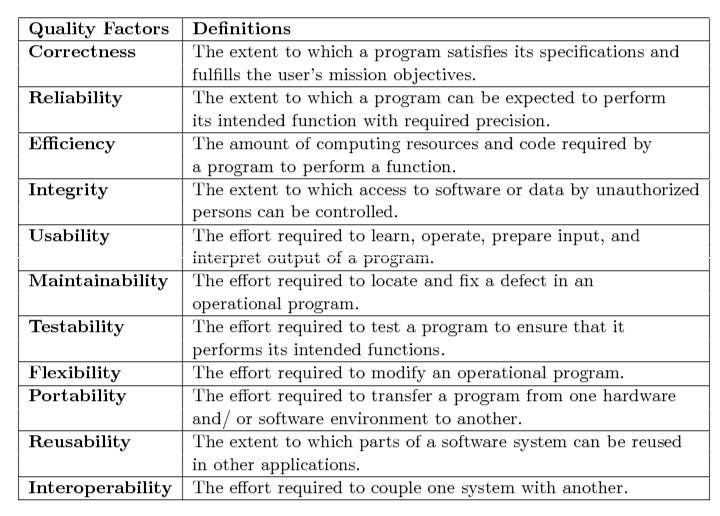 Quality Factors Definitions
Correctness The extent to which a program satisfies its specifications and
fulfills the user's mission objectives.
Reliability The extent to which a program can be expected to perform
its intended function with required precision.
Efficiency The amount of computing resources and code required by
a program to perform a function.
Integrity The extent to which access to software or data by unauthorized
persons can be controlled.
Usability The effort required to learn, operate, prepare input, and
interpret output of a program.
Maintainability The effort required to locate and fix a defect in an
operational program.
Testability The effort required to test a program to ensure that it
performs its intended functions.
Flexibility The effort required to modify an operational program.
Portability The effort required to transfer a program from one hardware
and/ or software environment to another.
Reusability The extent to which parts of a software system can be reused
in other applications.
Interoperability The effort required to couple one system with another.